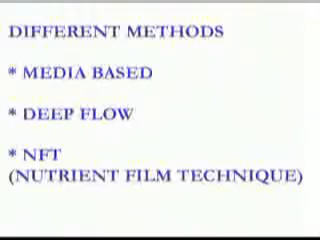 DIFFERENT METHODS
* MEDIA BASED
* DEEP FLOW
* NFT
(NUTRIENT FILM TECHNIQUE)